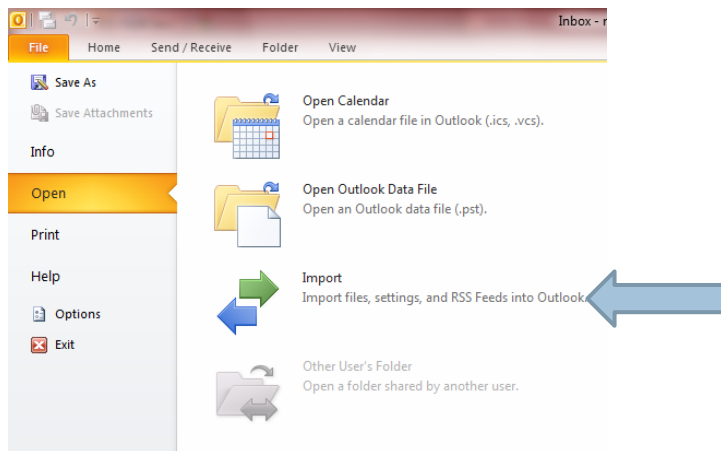 Inbox -
File Home Send / Receive Folder View
Save As
Save Attachments
Info
Open
Print
Help
Options
Exit
Open Calendar
Open a calendar file in Outlook (.ics, .vcs).
Open Outlook Data File
Open an Outlook data file (.pst).
Import
Import files, settings, and RSS Feeds into Outlook.
Other User's Folder
Open a folder shared by another user.